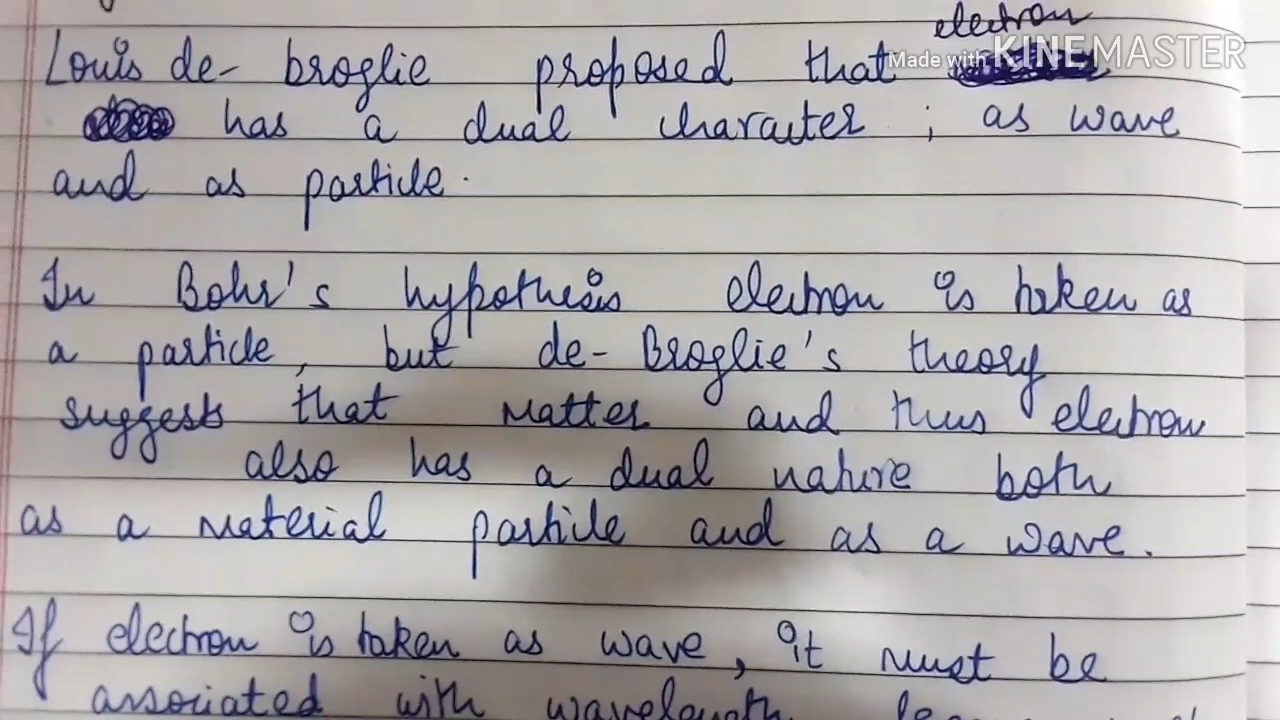 electron
Made with KINEMASTER
Louis de- broglie proposed that
has a dual character ; as wave
and as particle.
In Bohr's hypothesis electron is taken as
a particle, but de- Broglie's theory
suggests that matter and thus electron
also has a dual nature both
as a material particle and as a wave.
If electron is taken as wave, it must be
associated with wavelength